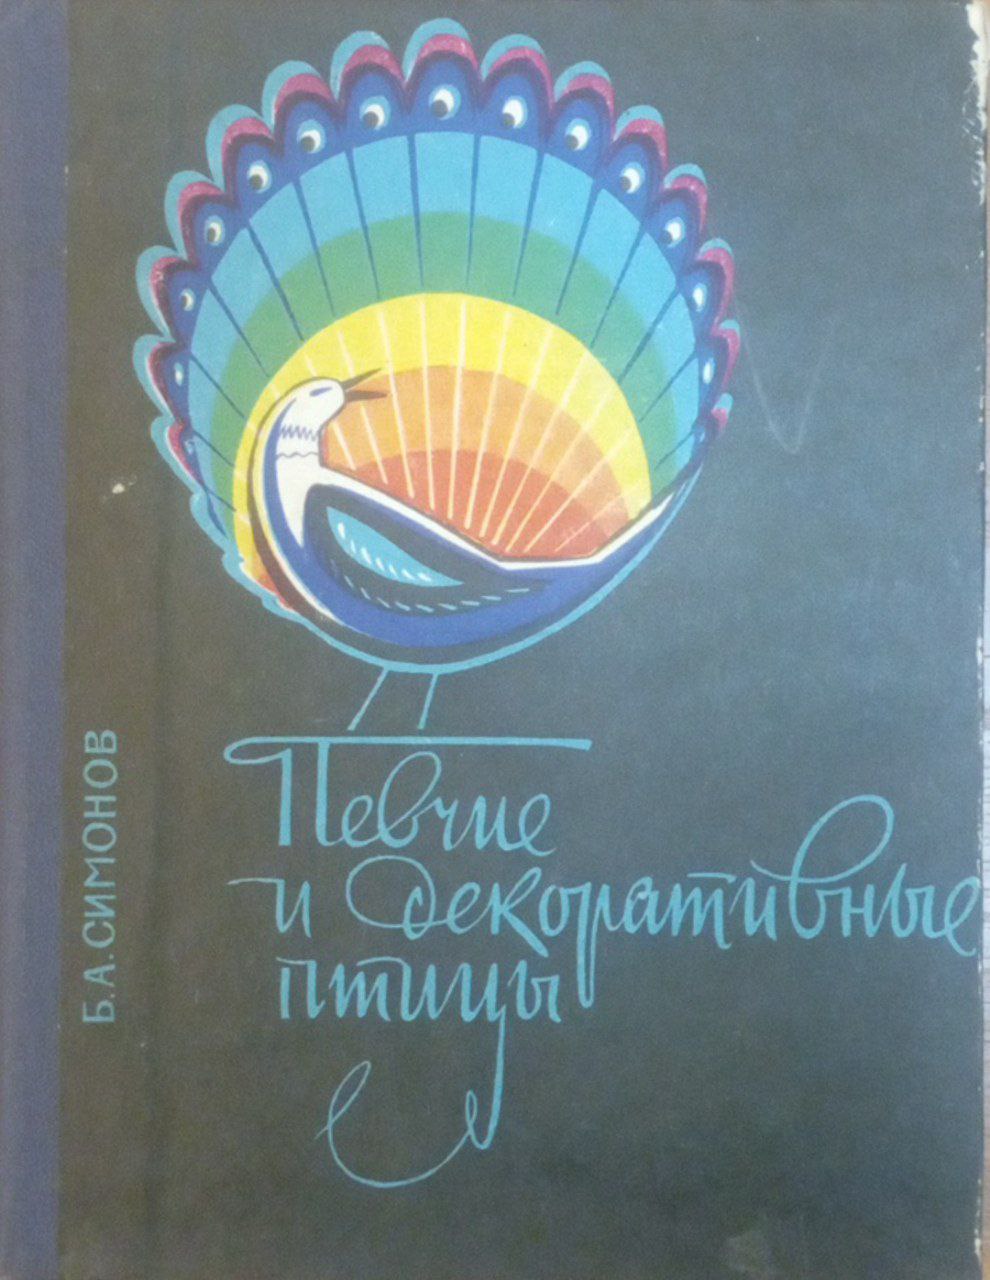 Б. А. СИМОНОВ
Певчие
и декоративные
птицы